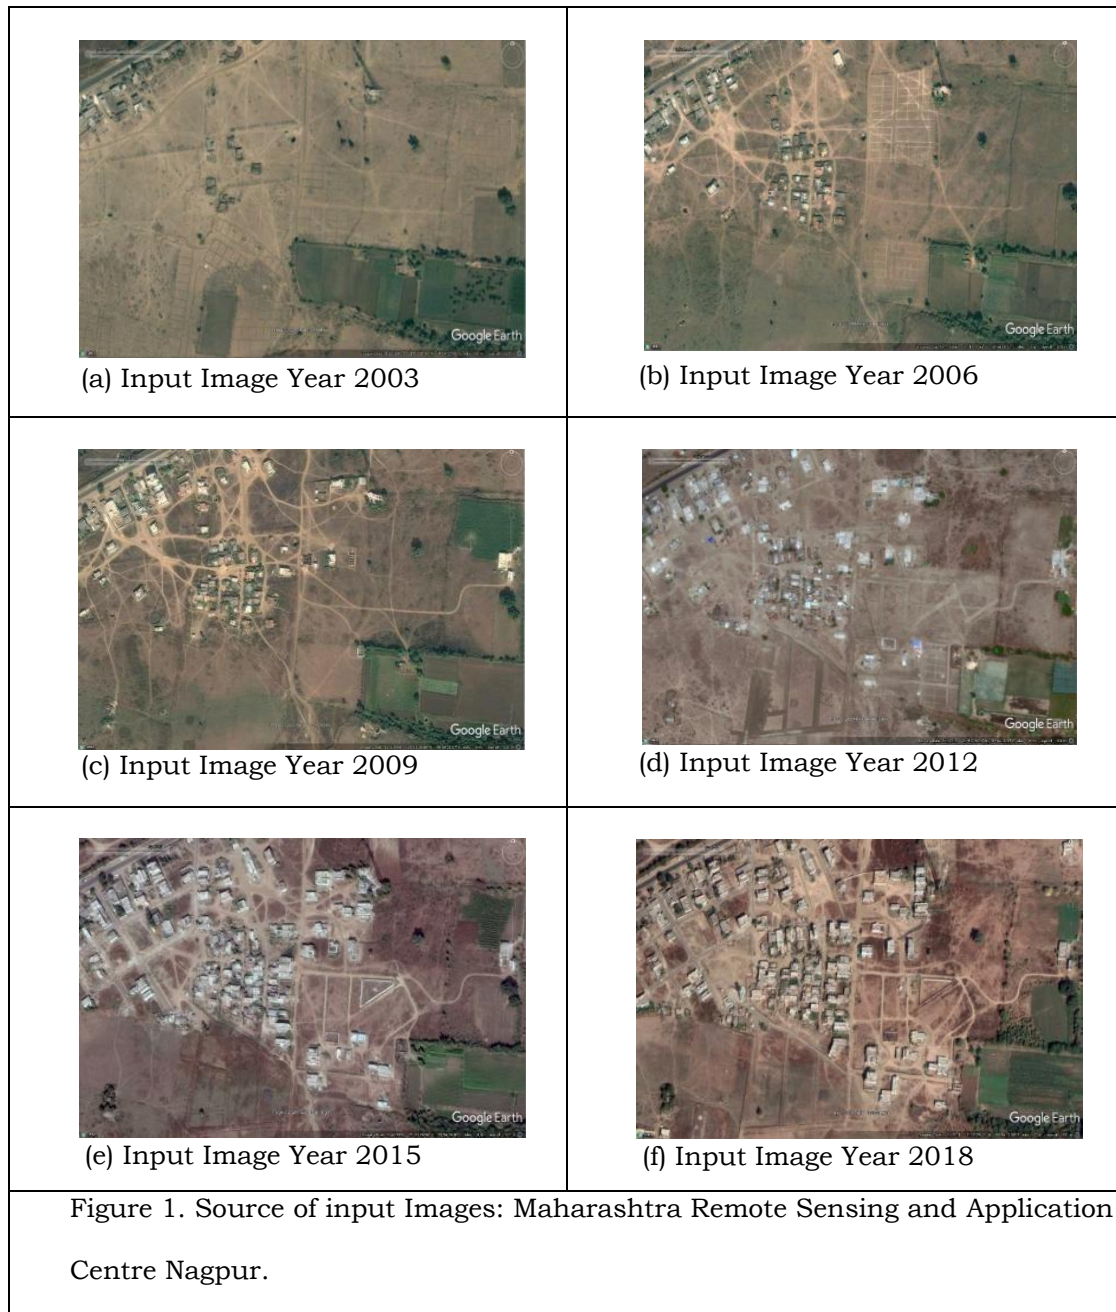 Google Earth
Google Earth
(a) Input Image Year 2003
(b) Input Image Year 2006
Google Earth
Google Earth
(c) Input Image Year 2009
(d) Input Image Year 2012
Google Earth
Google Earth
(e) Input Image Year 2015
(f) Input Image Year 2018
Figure 1. Source of input Images: Maharashtra Remote Sensing and Application
Centre Nagpur.